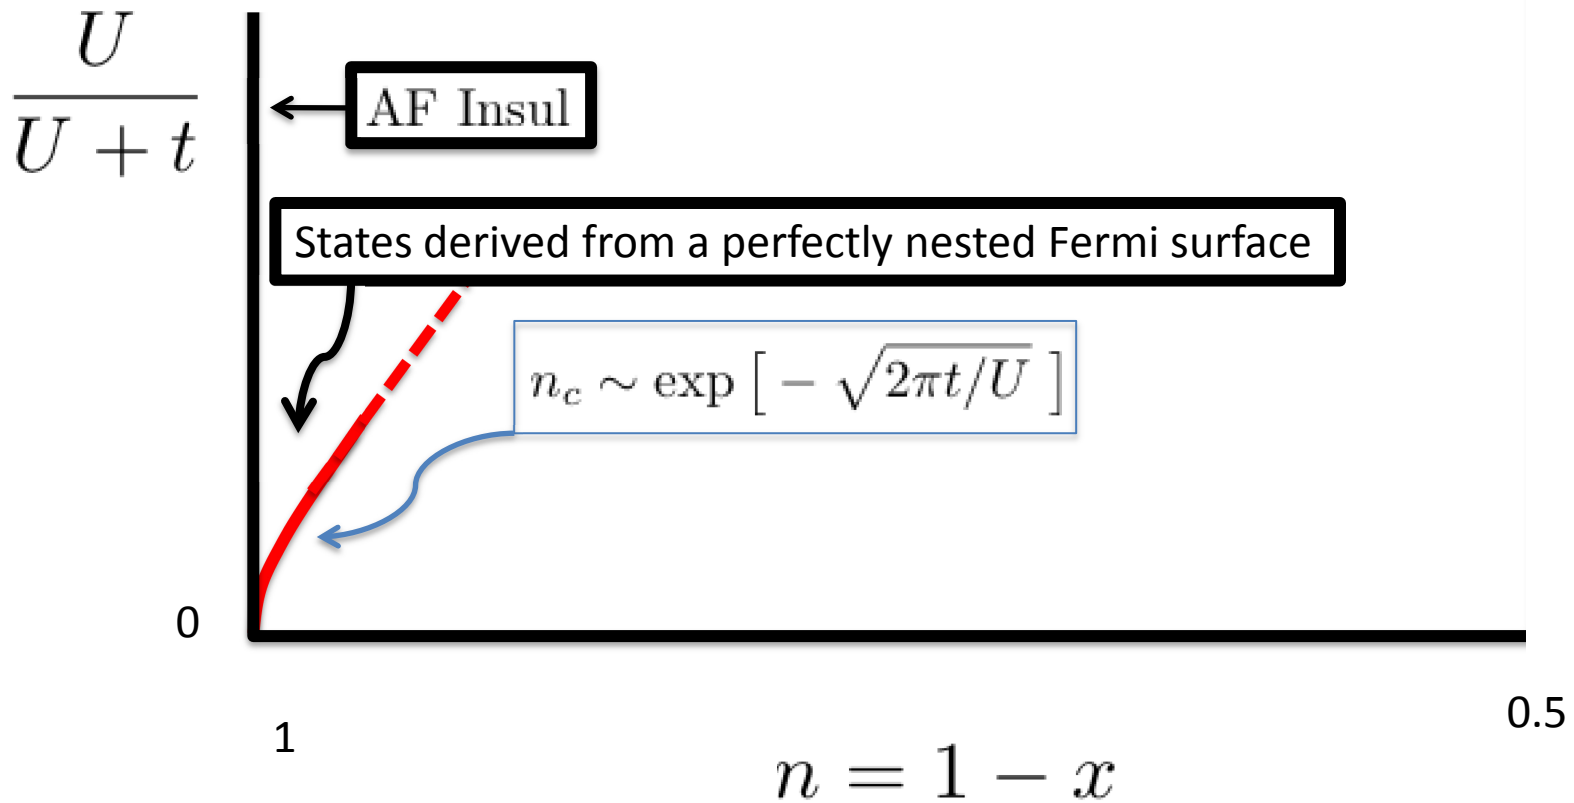 U
U + t
AF Insul
States derived from a perfectly nested Fermi surface
n_c ∼ exp [ − √2πt/U ]
0
1
0.5
n = 1 − x